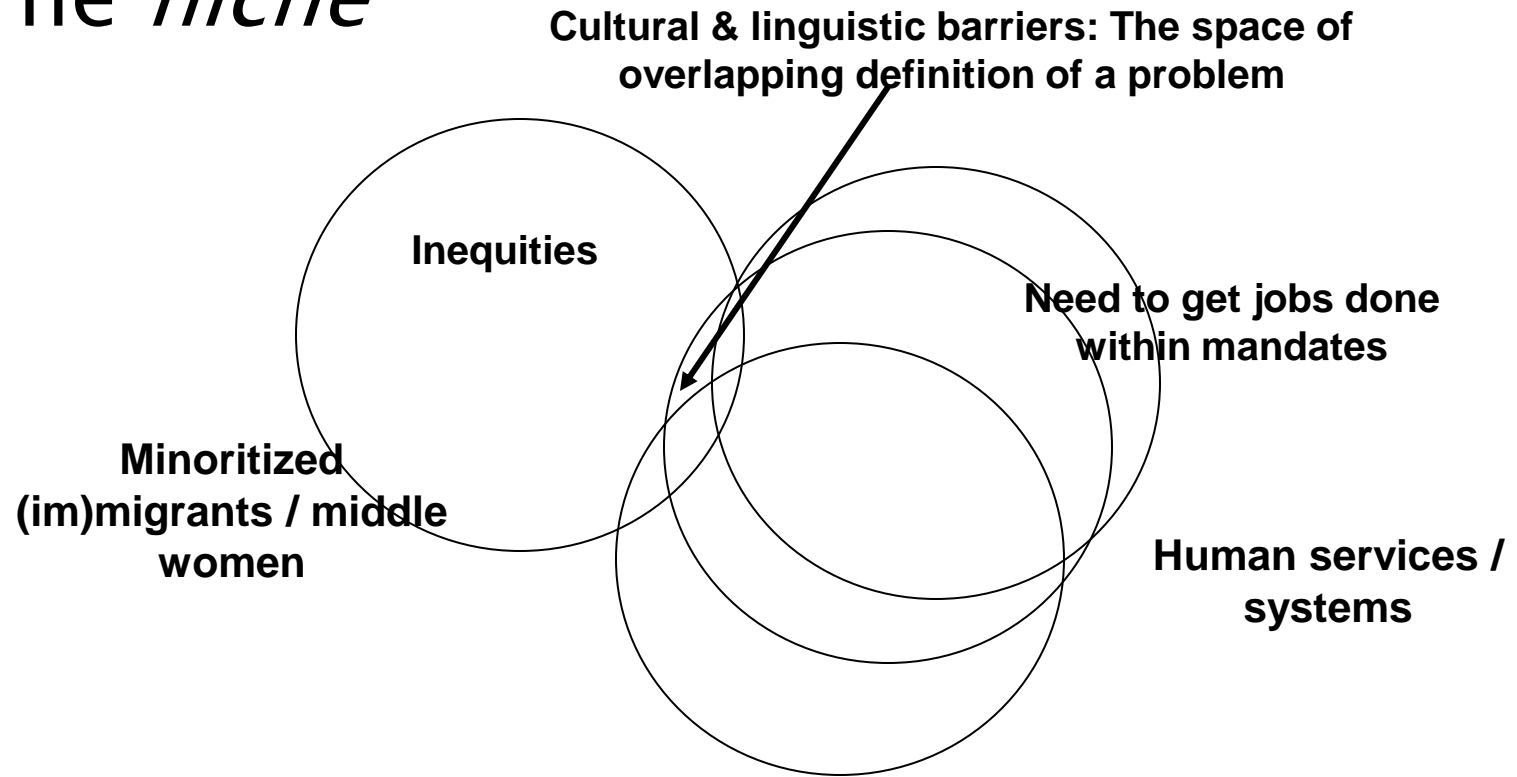 niche
Cultural & linguistic barriers: The space of
overlapping definition of a problem
Inequities
Need to get jobs done
within mandates
Minoritized
(im)migrants / middle
women
Human services /
systems